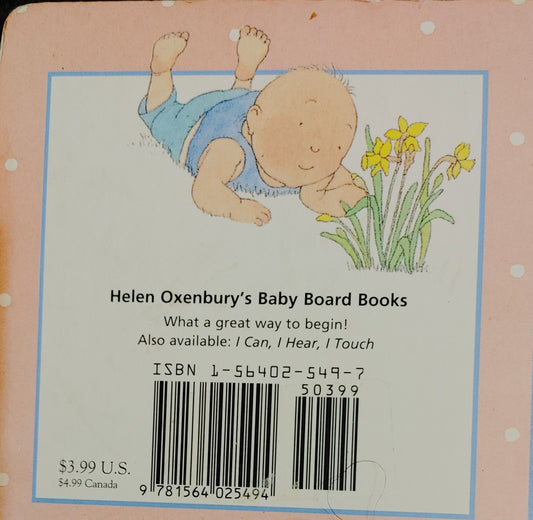 Helen Oxenbury's Baby Board Books
What a great way to begin!
Also available: I Can, I Hear, I Touch
ISBN 1-56402-549-7
50399
$3.99 U.S.
$4.99 Canada
9 781564 025494